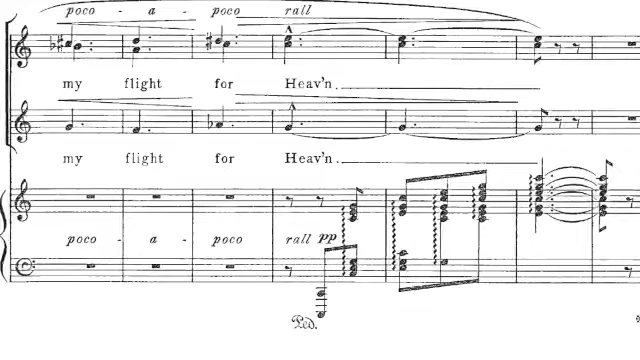 poco - a - poco rall
my flight for Heav'n.
my flight for Heav'n.
poco - a - poco rall pp
Ped.